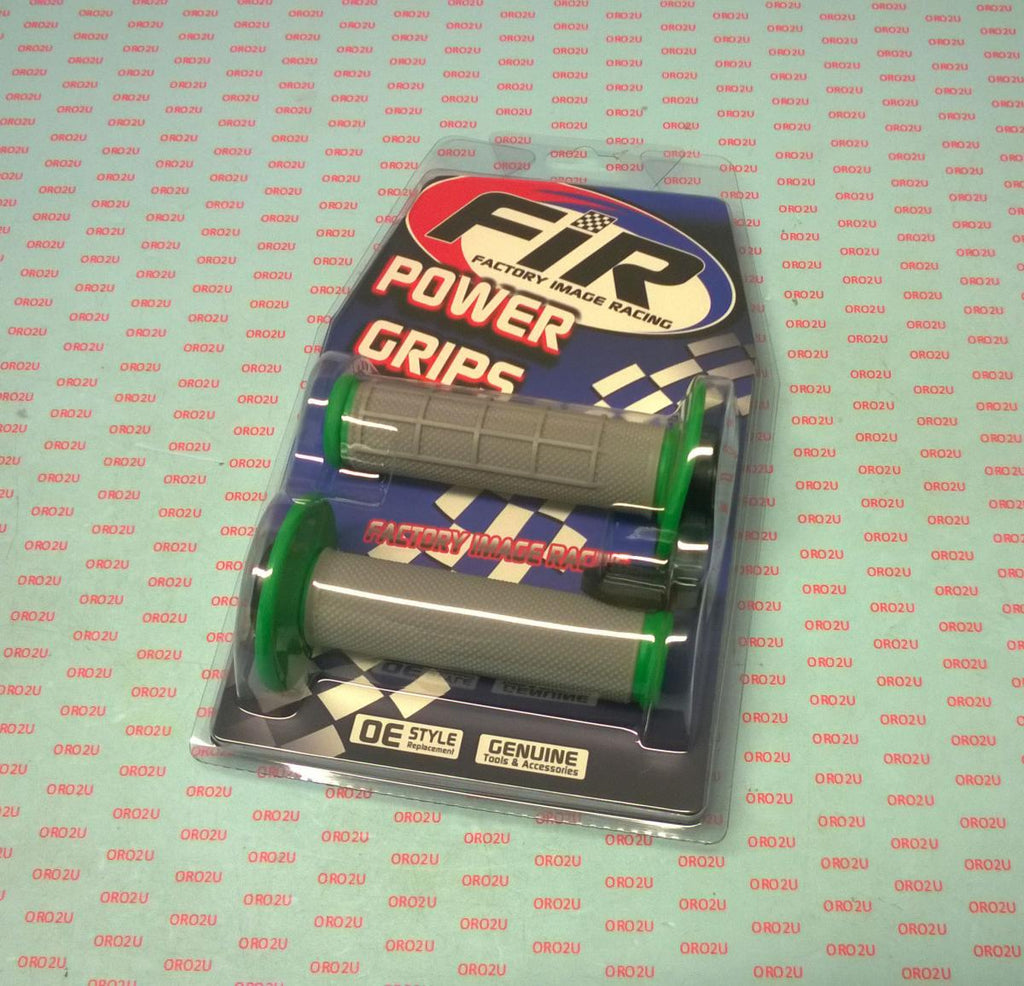 ORO2U
FiR
FACTORY IMAGE RACING
POWER
GRIPS
FACTORY IMAGE RACING
OE STYLE
Replacement
GENUINE
Tools & Accessories